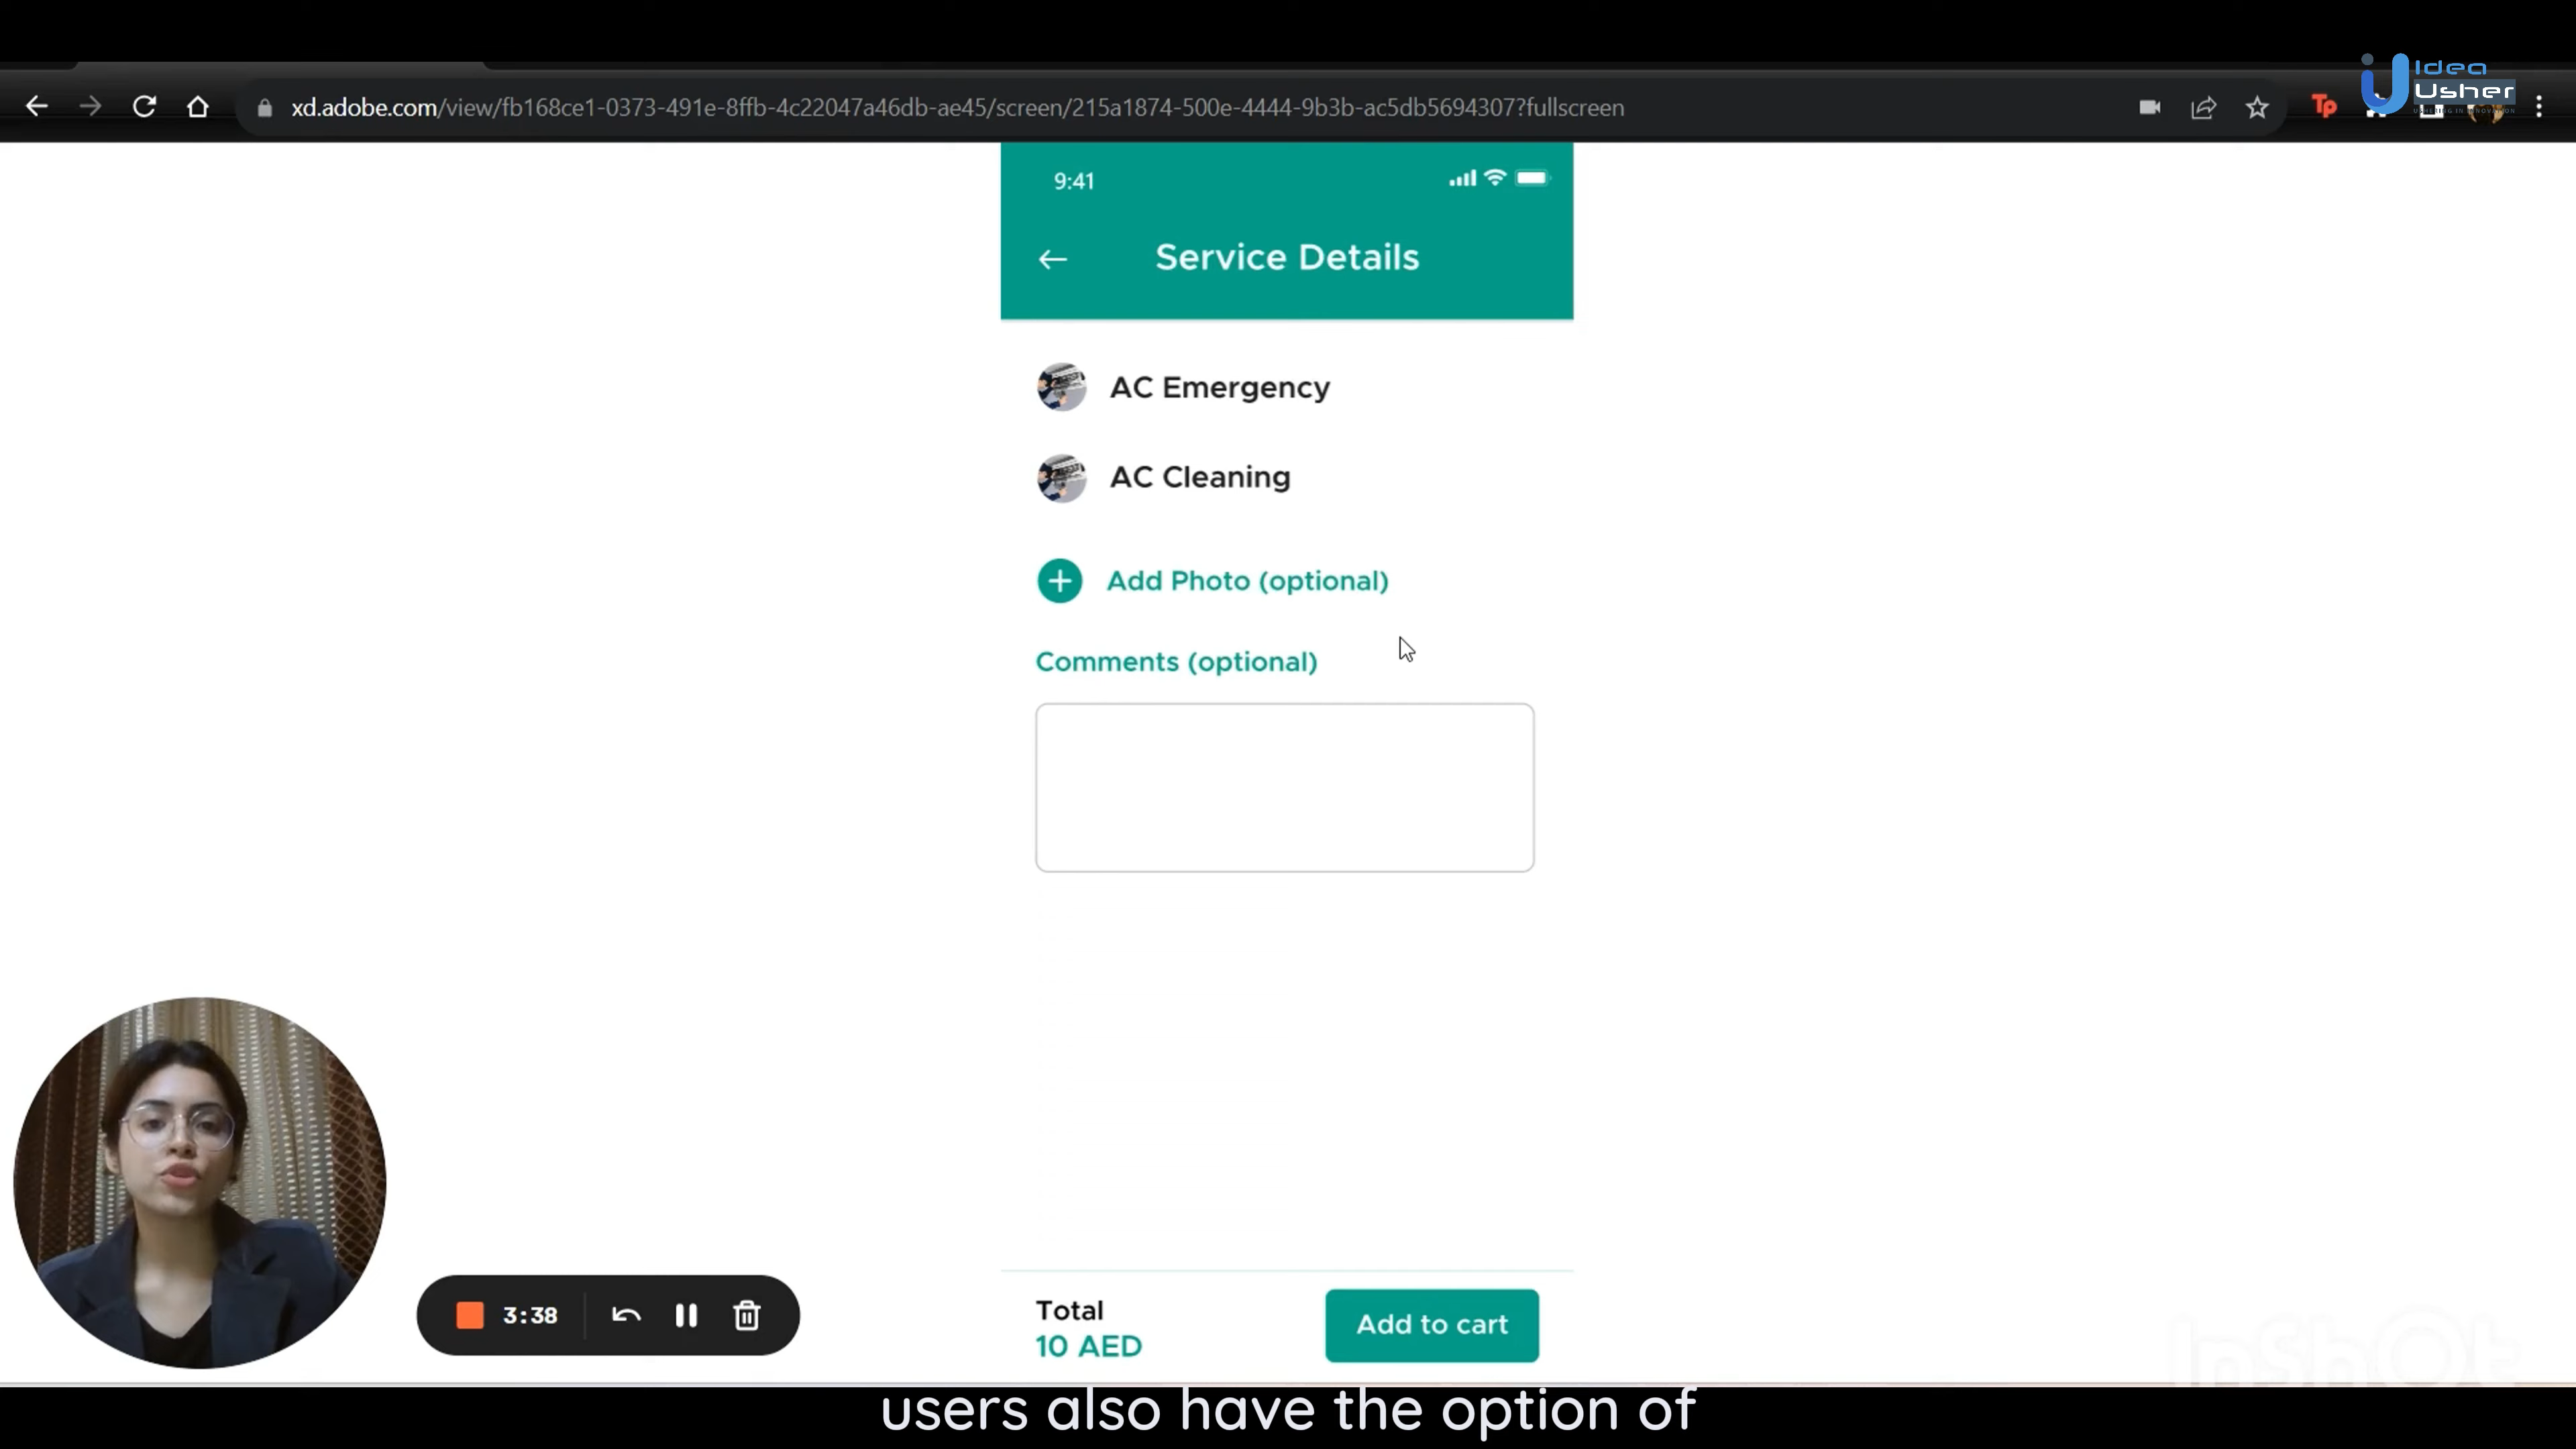 Idea
Usher
xd.adobe.com/view/fb168ce1-0373-491e-8ffb-4c22047a46db-ae45/screen/215a1874-500e-4444-9b3b-ac5db5694307?fullscreen
Tp
9:41
Service Details
AC Emergency
AC Cleaning
Add Photo (optional)
Comments (optional)
3:38
Total
10 AED
Add to cart
InShOt
users also have the option of